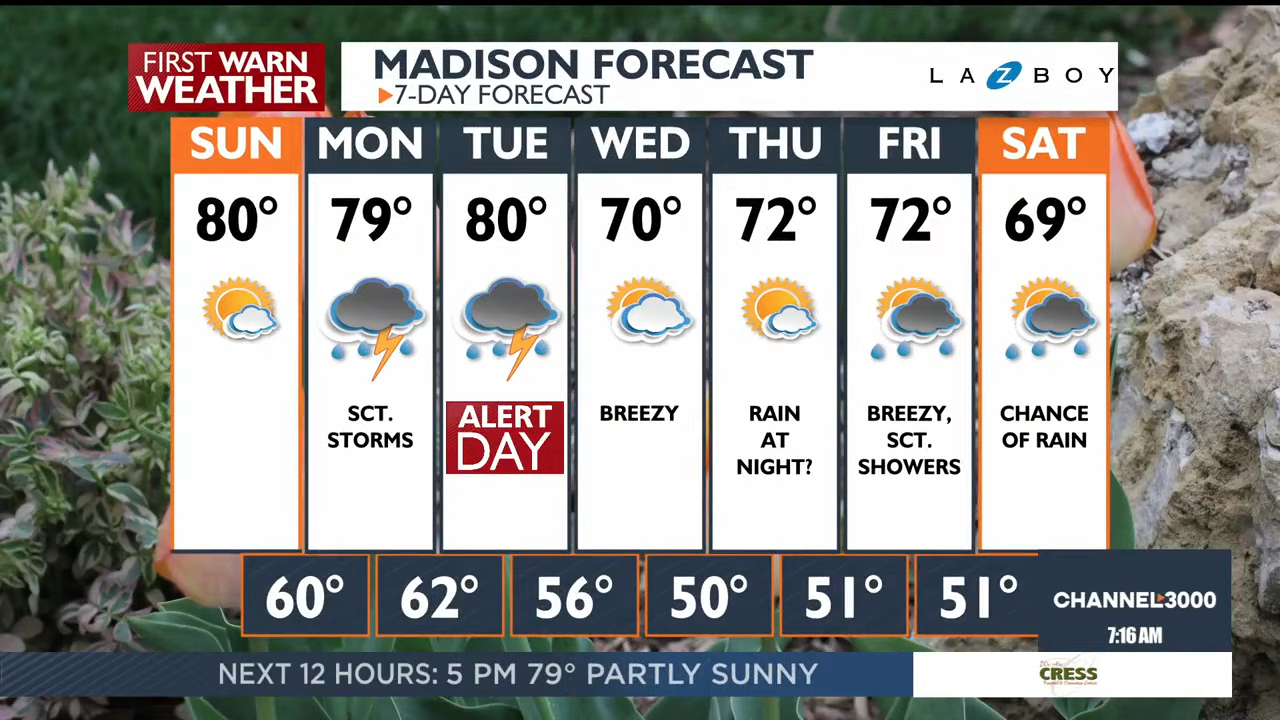 FIRST WARN
WEATHER
MADISON FORECAST
7-DAY FORECAST
LA Z BOY
SUN
MON
TUE
WED
THU
FRI
SAT
80°
79°
80°
70°
72°
72°
69°
SCT.
STORMS
ALERT
DAY
BREEZY
RAIN
AT
NIGHT?
BREEZY,
SCT.
SHOWERS
CHANCE
OF RAIN
60°
62°
56°
50°
51°
51°
CHANNEL3000
7:16 AM
NEXT 12 HOURS: 5 PM 79° PARTLY SUNNY
CRESS